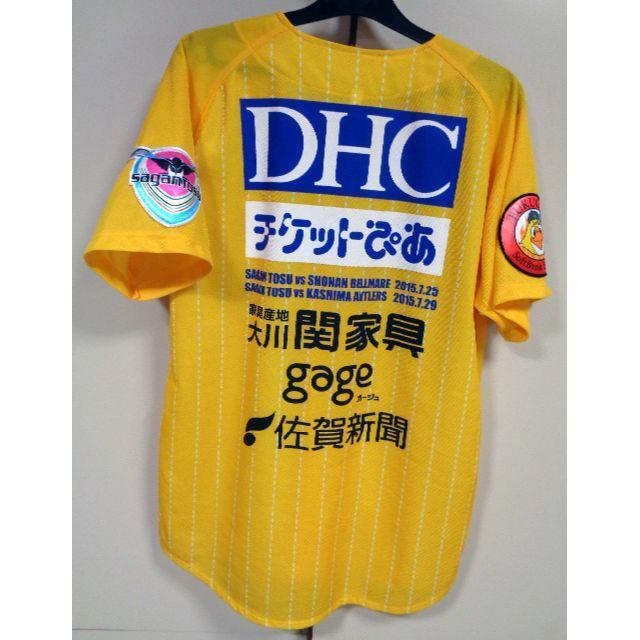 DHC
チケットぴあ
SAGAN TOSU vs SHONAN BELLMARE 2015.7.25
SAGAN TOSU vs KASHIMA ANTLERS 2015.7.29
家具産地
大川 関家具
gage
ガージュ
佐賀新聞
sagantosu
SoftBank